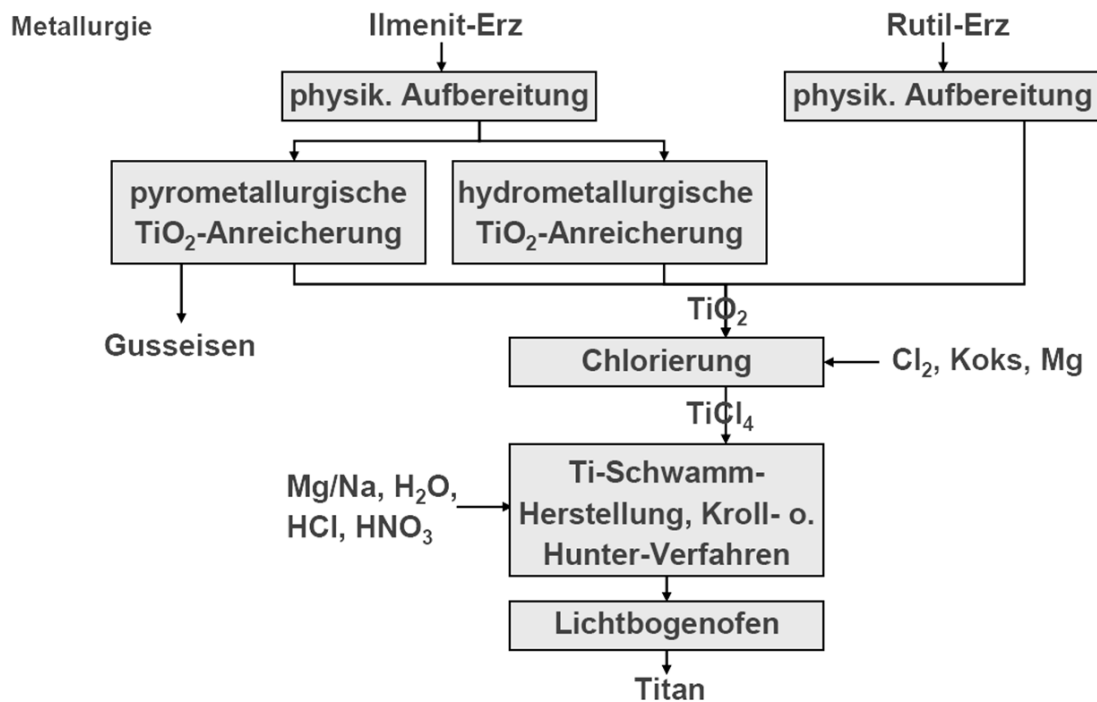 Metallurgie
Ilmenit-Erz
Rutil-Erz
physik. Aufbereitung
physik. Aufbereitung
pyrometallurgische
TiO₂-Anreicherung
hydrometallurgische
TiO₂-Anreicherung
Gusseisen
TiO₂
Chlorierung
Cl₂, Koks, Mg
TiCl₄
Mg/Na, H₂O,
HCl, HNO₃
Ti-Schwamm-
Herstellung, Kroll- o.
Hunter-Verfahren
Lichtbogenofen
Titan